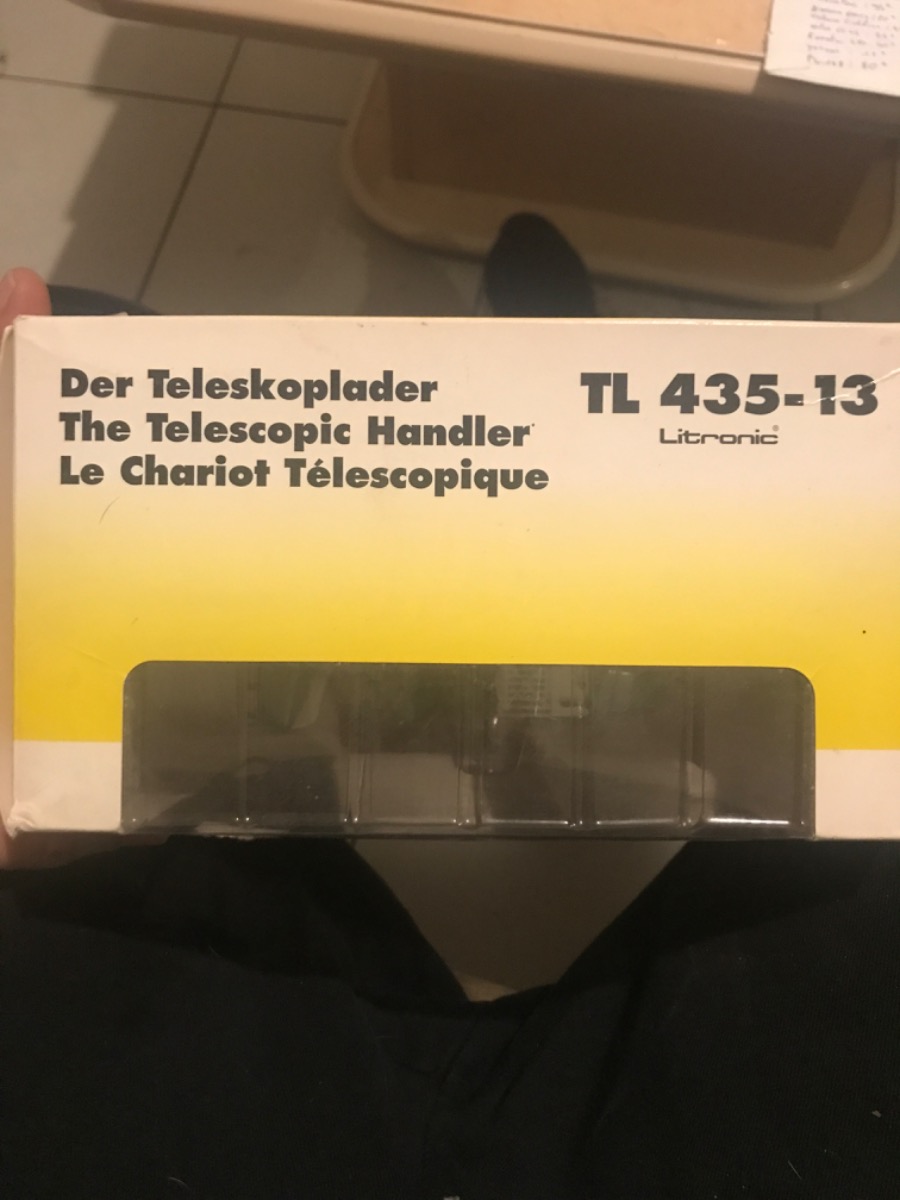 Der Teleskoplader
The Telescopic Handler
Le Chariot Télescopique
TL 435-13
Litronic®